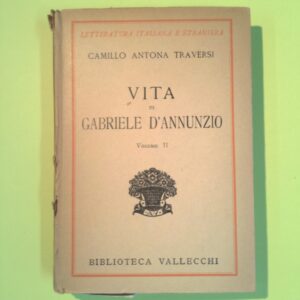 LETTERATURA ITALIANA E STRANIERA
CAMILLO ANTONA TRAVERSI
VITA
DI
GABRIELE D'ANNUNZIO
Volume II
BIBLIOTECA VALLECCHI